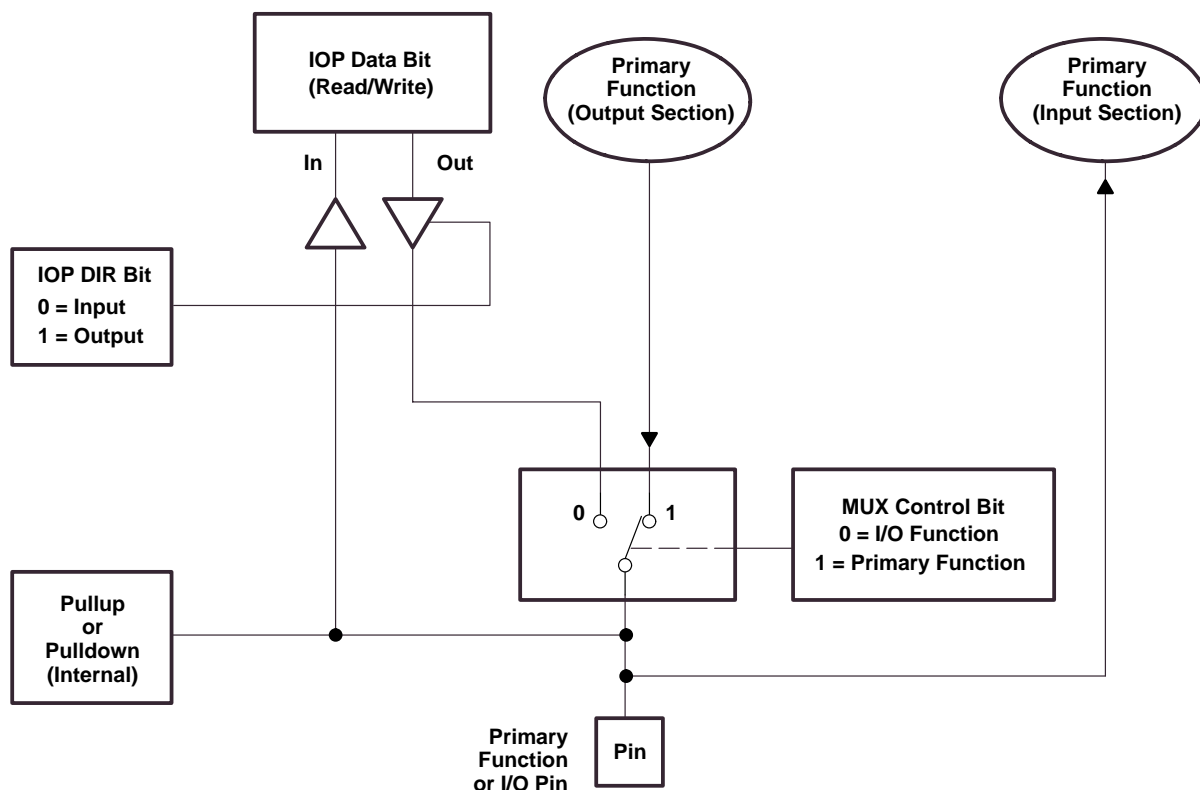 IOP Data Bit
(Read/Write)
Primary
Function
(Output Section)
Primary
Function
(Input Section)
In
Out
IOP DIR Bit
0 = Input
1 = Output
0
1
MUX Control Bit
0 = I/O Function
1 = Primary Function
Pullup
or
Pulldown
(Internal)
Primary
Function
or I/O Pin
Pin